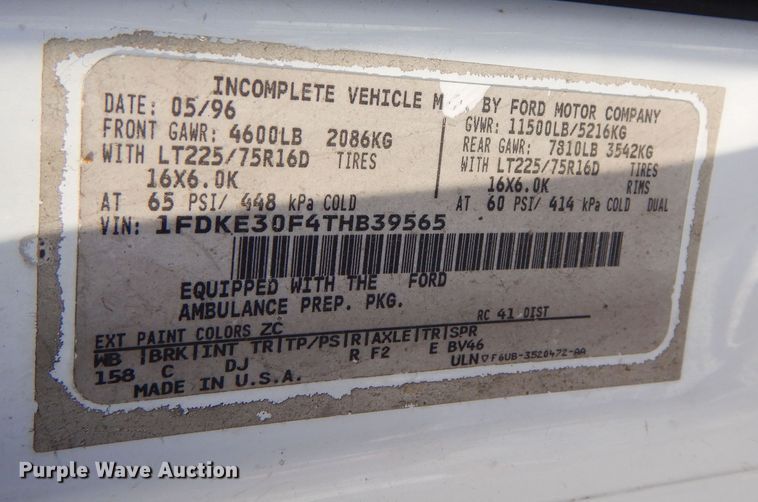 INCOMPLETE VEHICLE M BY FORD MOTOR COMPANY
DATE: 05/96 GVWR: 11500LB/5216KG
FRONT GAWR: 4600LB 2086KG REAR GAWR: 7810LB 3542KG
WITH LT225/75R16D TIRES WITH LT225/75R16D TIRES
16X6.0K 16X6.0K RIMS
AT 65 PSI/ 448 kPa COLD AT 60 PSI/ 414 kPa COLD DUAL
VIN: 1FDKE30F4THB39565
EQUIPPED WITH THE FORD
AMBULANCE PREP. PKG.
RC 41 DIST
EXT PAINT COLORS ZC
WB |BRK|INT TR|TP/PS|R|AXLE|TR|SPR
158 C DJ R F2 E BV46
MADE IN U.S.A. ULN ♡ F6UB-3520472-AA
Purple Wave Auction